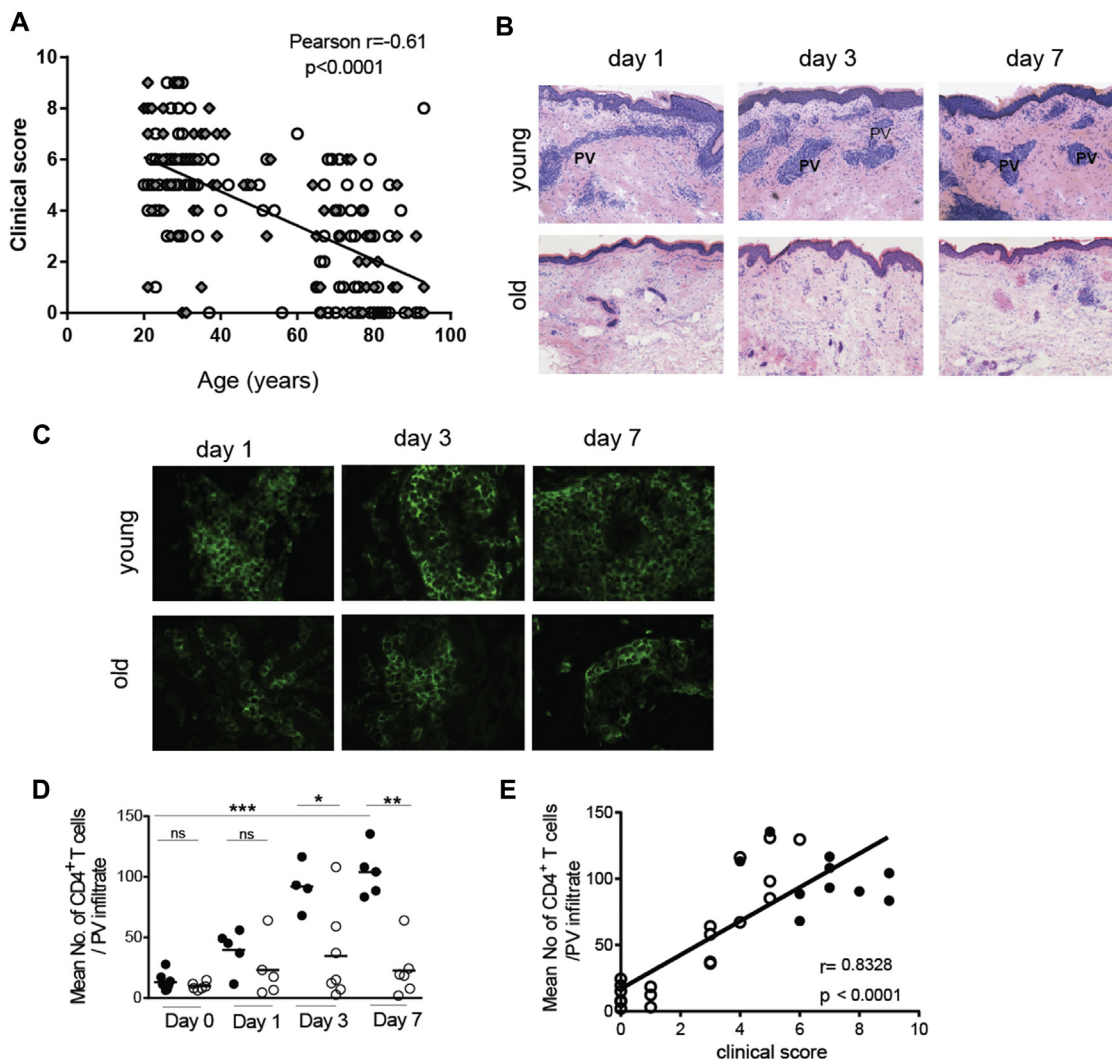 A
Pearson r=-0.61
p<0.0001
Clinical score
10
8
6
4
2
0
0 20 40 60 80 100
Age (years)
B
day 1 day 3 day 7
young
PV
PV
PV
PV
PV
old
C
day 1 day 3 day 7
young
old
D
Mean No. of CD4+ T cells
/ PV infiltrate
150
100
50
0
***
*
**
ns
ns
Day 0 Day 1 Day 3 Day 7
E
Mean No of CD4+ T cells
/PV infiltrate
150
100
50
0
r= 0.8328
p < 0.0001
0 2 4 6 8 10
clinical score